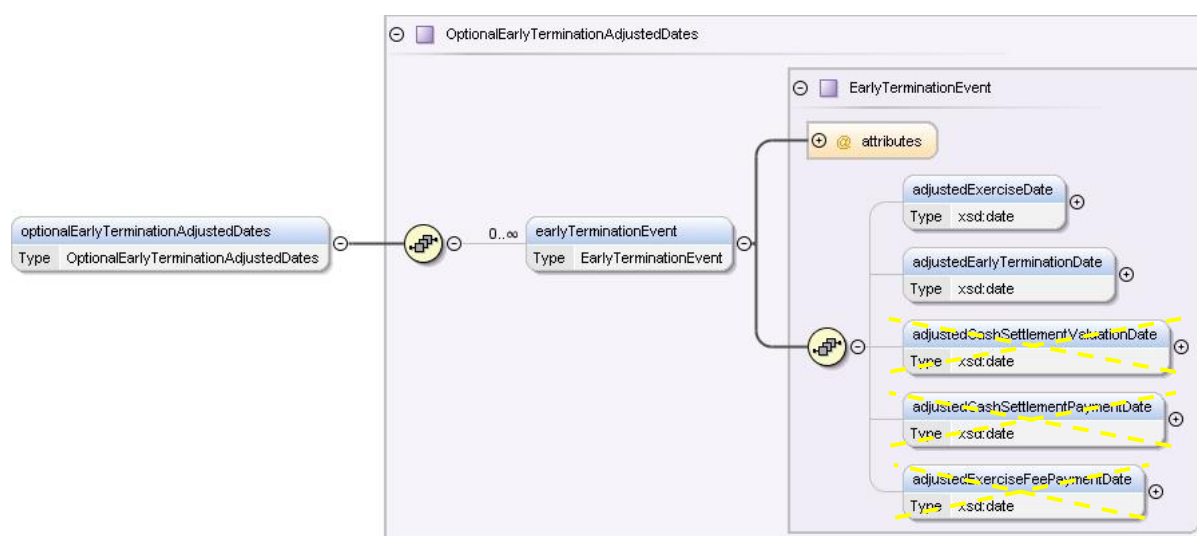 OptionalEarlyTerminationAdjustedDates
EarlyTerminationEvent
@ attributes
adjustedExerciseDate
Type xsd:date
optionalEarlyTerminationAdjustedDates
Type OptionalEarlyTerminationAdjustedDates
0..∞
earlyTerminationEvent
Type EarlyTerminationEvent
adjustedEarlyTerminationDate
Type xsd:date
adjustedCashSettlementValuationDate
Type xsd:date
adjustedCashSettlementPaymentDate
Type xsd:date
adjustedExerciseFeePaymentDate
Type xsd:date